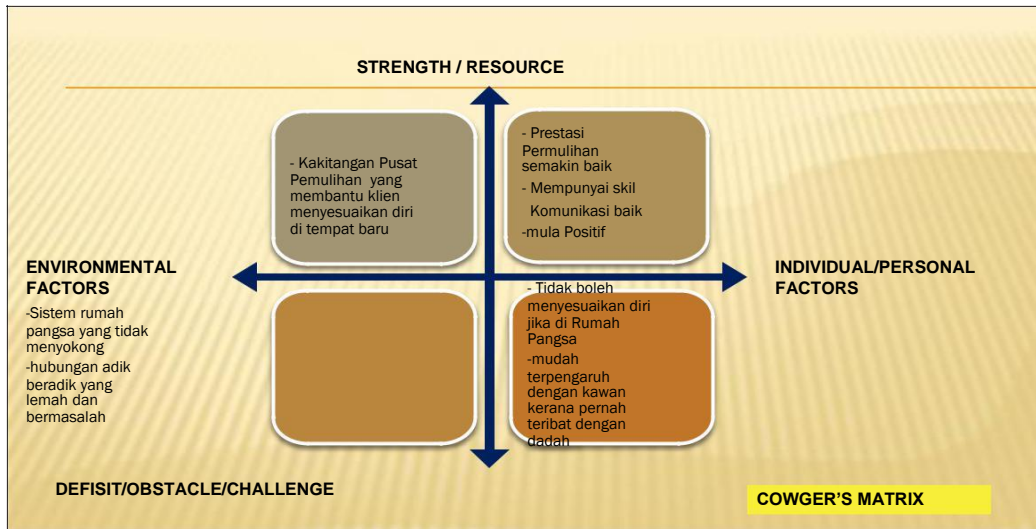 STRENGTH / RESOURCE
- Kakitangan Pusat
Pemulihan yang
membantu klien
menyesuaikan diri
di tempat baru
- Prestasi
Permulihan
semakin baik
- Mempunyai skil
Komunikasi baik
-mula Positif
ENVIRONMENTAL
FACTORS
-Sistem rumah
pangsa yang tidak
menyokong
-hubungan adik
beradik yang
lemah dan
bermasalah
INDIVIDUAL/PERSONAL
FACTORS
- Tidak boleh
menyesuaikan diri
jika di Rumah
Pangsa
-mudah
terpengaruh
dengan kawan
kerana pernah
teribat dengan
dadah
DEFISIT/OBSTACLE/CHALLENGE
COWGER'S MATRIX